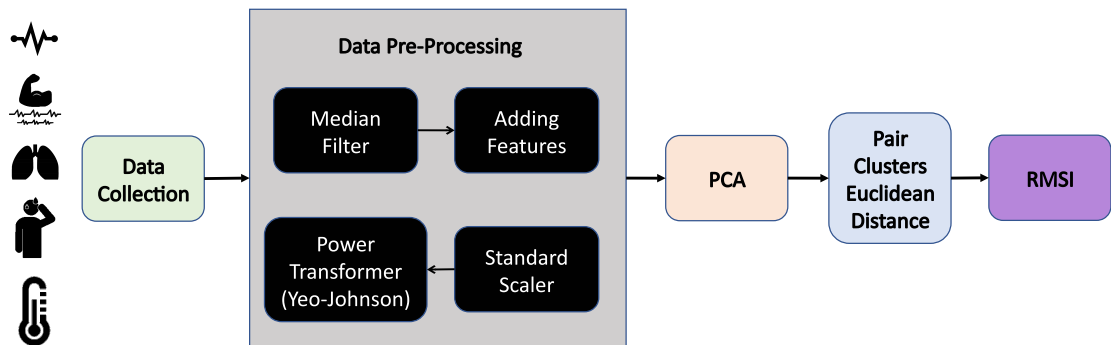 Data Pre-Processing
Data
Collection
Median
Filter
Adding
Features
Power
Transformer
(Yeo-Johnson)
Standard
Scaler
PCA
Pair
Clusters
Euclidean
Distance
RMSI